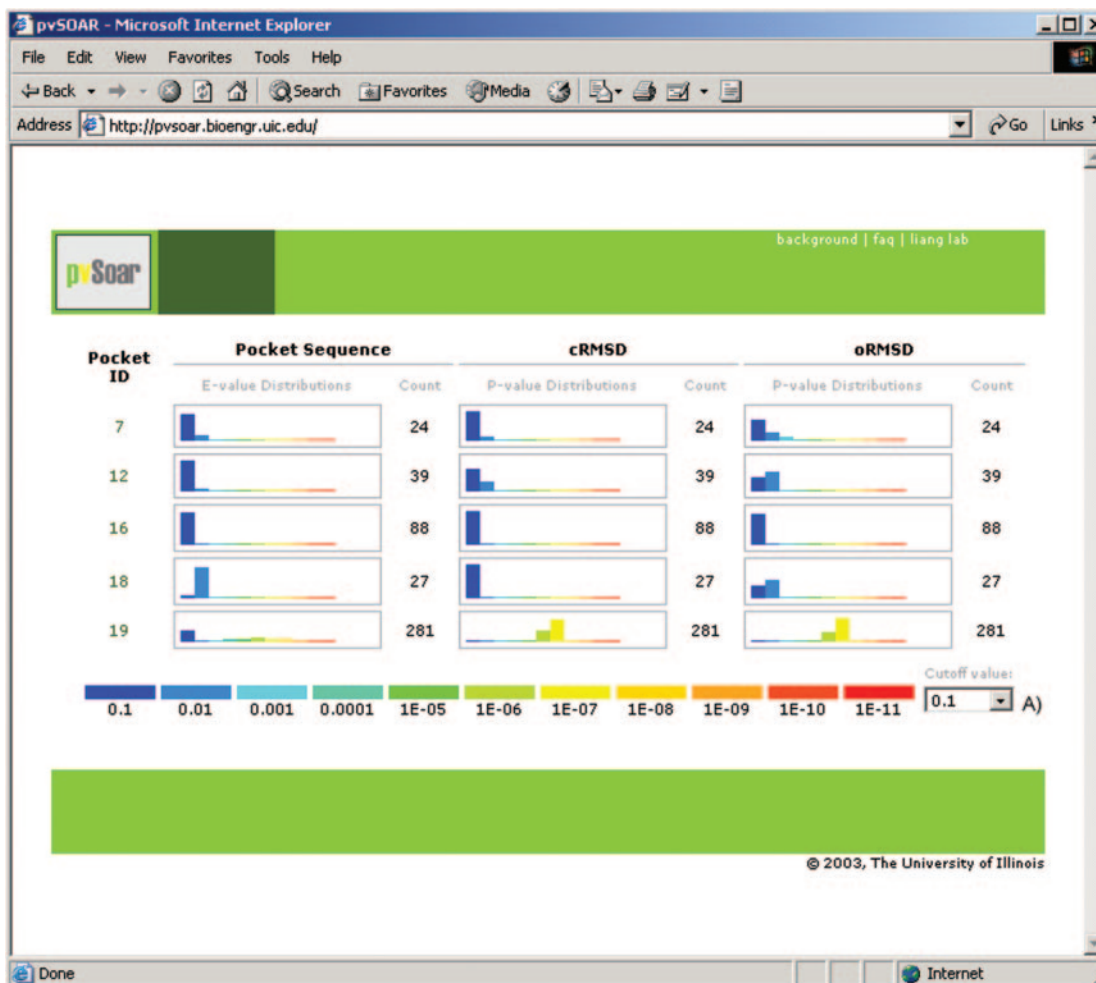 pvSOAR - Microsoft Internet Explorer
File Edit View Favorites Tools Help
Back Search Favorites Media
Address http://pvsoar.bioengr.uic.edu/ Go Links
background | faq | liang lab
pvSoar
Pocket ID Pocket Sequence cRMSD oRMSD
E-value Distributions Count P-value Distributions Count P-value Distributions Count
7 24 24 24
12 39 39 39
16 88 88 88
18 27 27 27
19 281 281 281
Cutoff value:
0.1 0.01 0.001 0.0001 1E-05 1E-06 1E-07 1E-08 1E-09 1E-10 1E-11 0.1 A)
© 2003, The University of Illinois
Done Internet